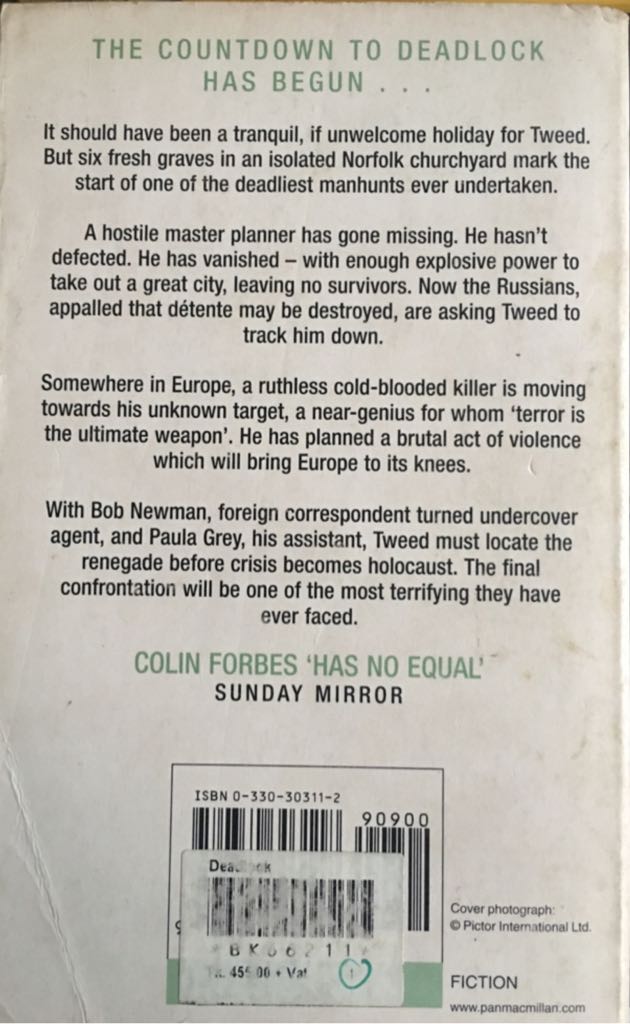 THE COUNTDOWN TO DEADLOCK
HAS BEGUN . . .
It should have been a tranquil, if unwelcome holiday for Tweed.
But six fresh graves in an isolated Norfolk churchyard mark the
start of one of the deadliest manhunts ever undertaken.
A hostile master planner has gone missing. He hasn't
defected. He has vanished – with enough explosive power to
take out a great city, leaving no survivors. Now the Russians,
appalled that détente may be destroyed, are asking Tweed to
track him down.
Somewhere in Europe, a ruthless cold-blooded killer is moving
towards his unknown target, a near-genius for whom 'terror is
the ultimate weapon'. He has planned a brutal act of violence
which will bring Europe to its knees.
With Bob Newman, foreign correspondent turned undercover
agent, and Paula Grey, his assistant, Tweed must locate the
renegade before crisis becomes holocaust. The final
confrontation will be one of the most terrifying they have
ever faced.
COLIN FORBES 'HAS NO EQUAL'
SUNDAY MIRROR
ISBN 0-330-30311-2
90900
+ Vat
Cover photograph:
© Pictor International Ltd.
FICTION
www.panmacmillan.com